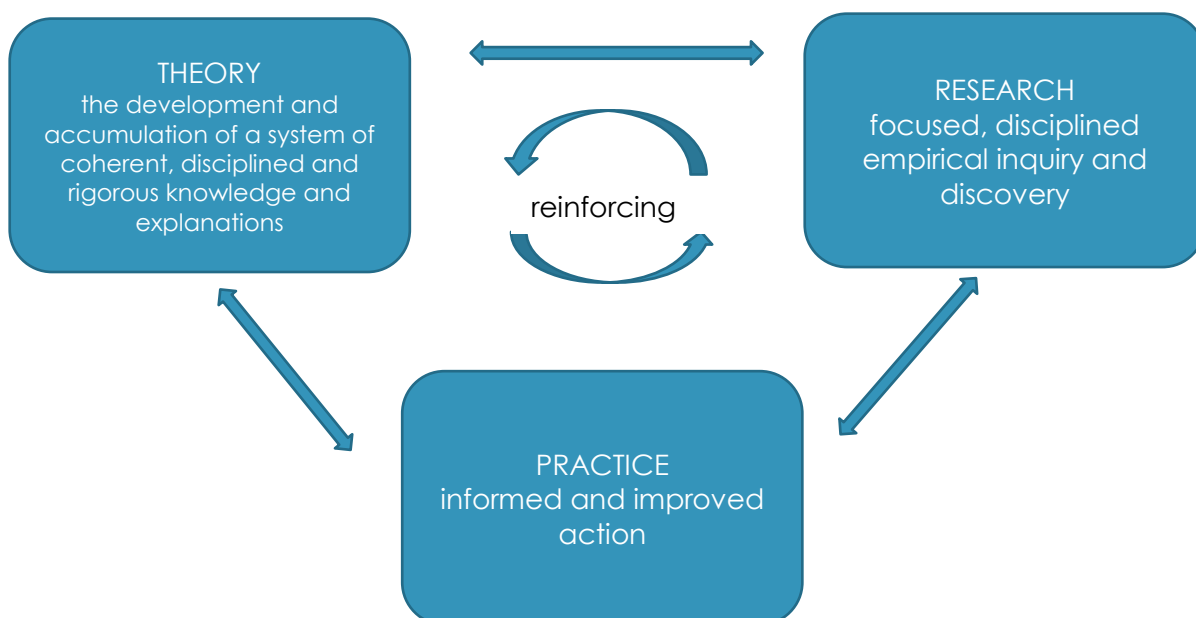 THEORY
the development and
accumulation of a system of
coherent, disciplined and
rigorous knowledge and
explanations
reinforcing
RESEARCH
focused, disciplined
empirical inquiry and
discovery
PRACTICE
informed and improved
action